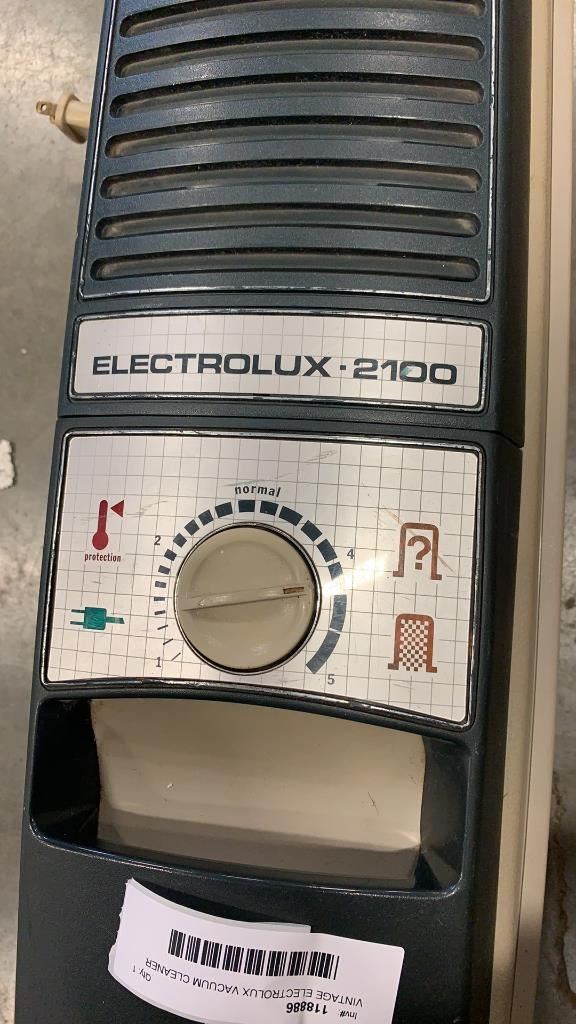 ELECTROLUX · 2100
normal
protection
2
4
?
1
5
Inv#: 118886
VINTAGE ELECTROLUX VACUUM CLEANER
Qty: 1